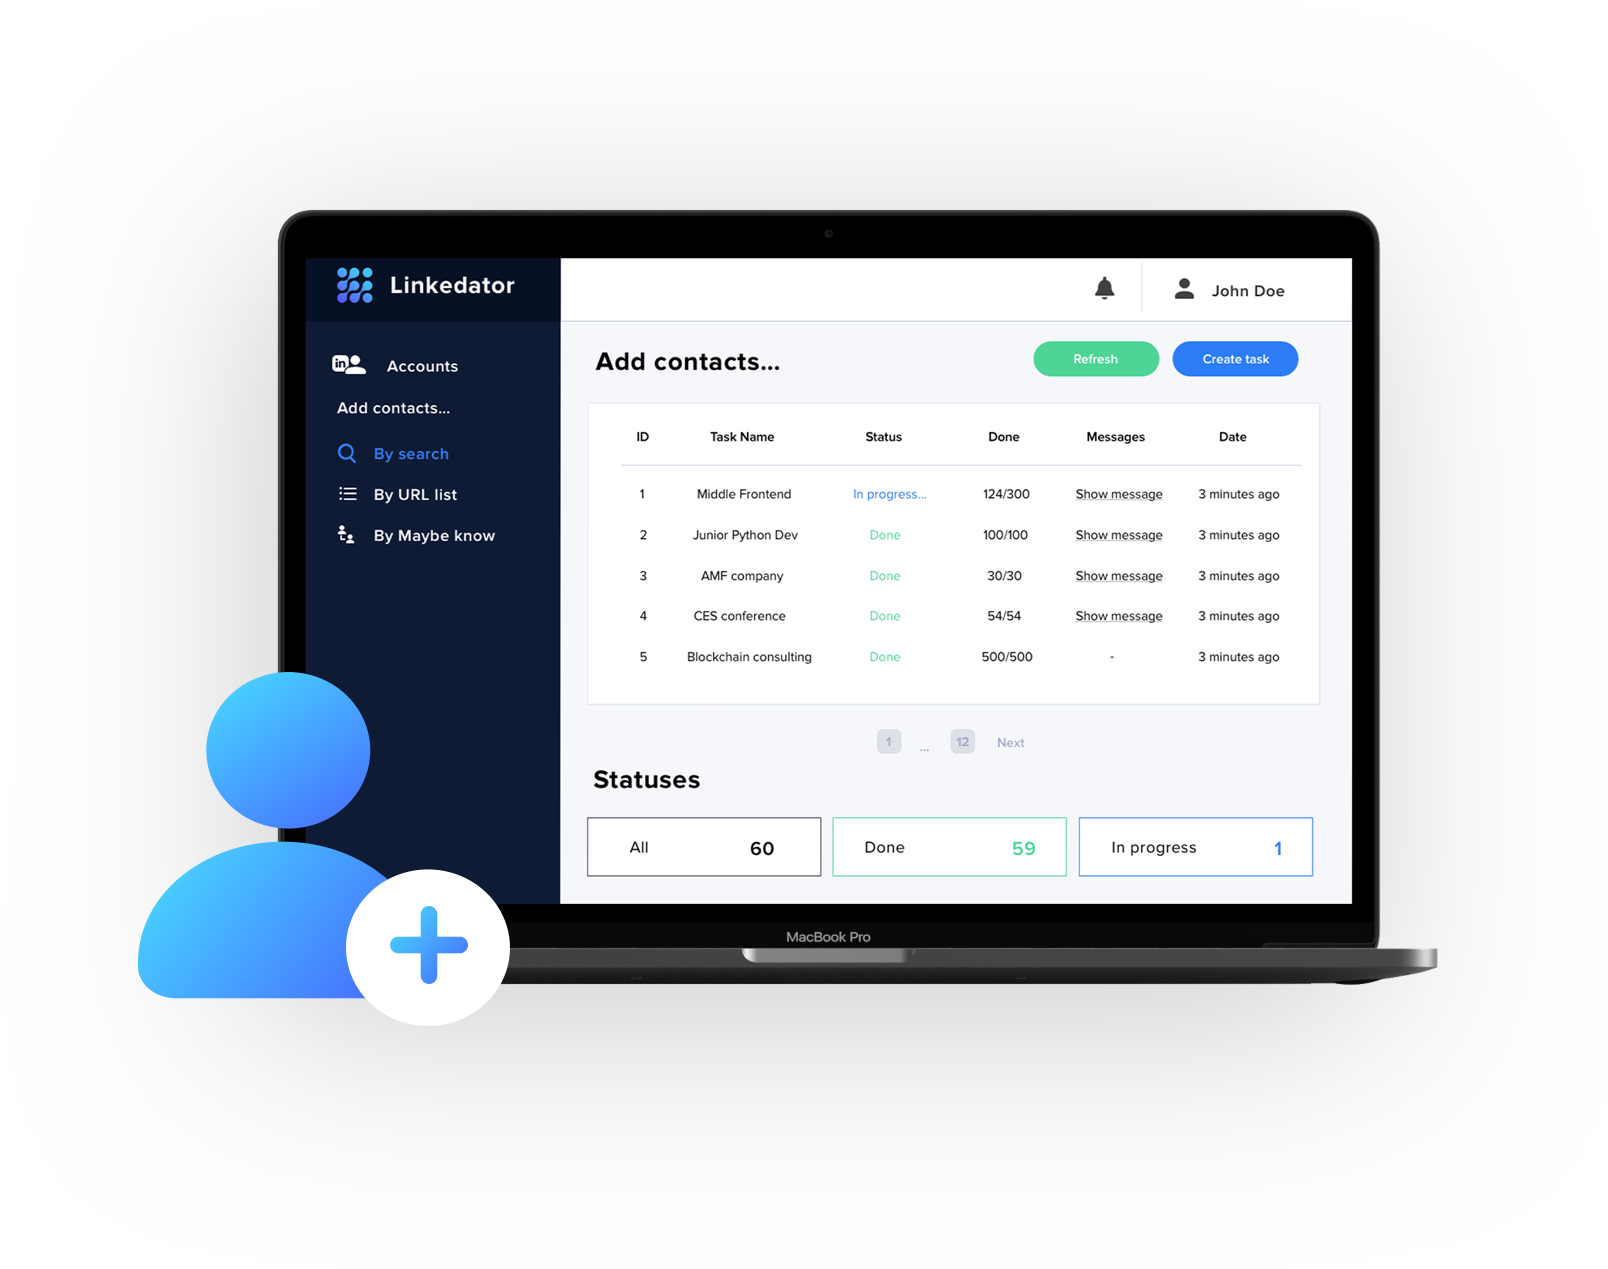 Linkedator
John Doe
in Accounts
Add contacts...
By search
By URL list
By Maybe know
Add contacts...
Refresh
Create task
ID Task Name Status Done Messages Date
1 Middle Frontend In progress... 124/300 Show message 3 minutes ago
2 Junior Python Dev Done 100/100 Show message 3 minutes ago
3 AMF company Done 30/30 Show message 3 minutes ago
4 CES conference Done 54/54 Show message 3 minutes ago
5 Blockchain consulting Done 500/500 - 3 minutes ago
1 ... 12 Next
Statuses
All 60
Done 59
In progress 1
MacBook Pro